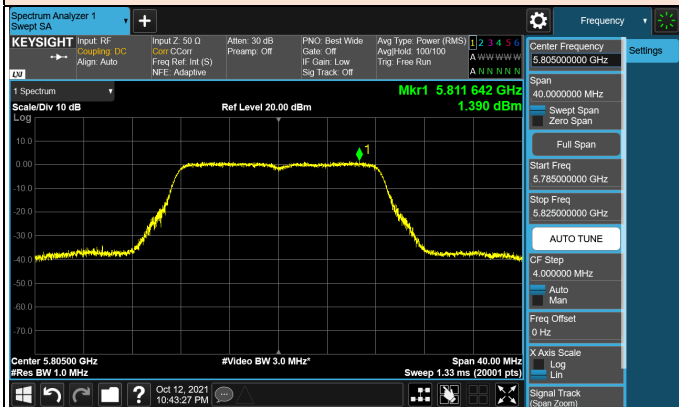 Spectrum Analyzer 1
Swept SA
Frequency
KEYSIGHT
Input: RF
Coupling: DC
Align: Auto
Input Z: 50 Ω
Corr CCorr
Freq Ref: Int (S)
NFE: Adaptive
Atten: 30 dB
Preamp: Off
PNO: Best Wide
Gate: Off
IF Gain: Low
Sig Track: Off
Avg Type: Power (RMS)
Avg|Hold: 100/100
Trig: Free Run
1 2 3 4 5 6
A W W W W W
A N N N N N
LXI
1 Spectrum
Scale/Div 10 dB
Log
Ref Level 20.00 dBm
Mkr1 5.811 642 GHz
1.390 dBm
1
10.0
0.00
-10.0
-20.0
-30.0
-40.0
-50.0
-60.0
-70.0
Center 5.80500 GHz
#Res BW 1.0 MHz
#Video BW 3.0 MHz*
Span 40.00 MHz
Sweep 1.33 ms (20001 pts)
?
Oct 12, 2021
10:43:27 PM
Settings
Center Frequency
5.805000000 GHz
Span
40.0000000 MHz
Swept Span
Zero Span
Full Span
Start Freq
5.785000000 GHz
Stop Freq
5.825000000 GHz
AUTO TUNE
CF Step
4.000000 MHz
Auto
Man
Freq Offset
0 Hz
X Axis Scale
Log
Lin
Signal Track
(Span Zoom)